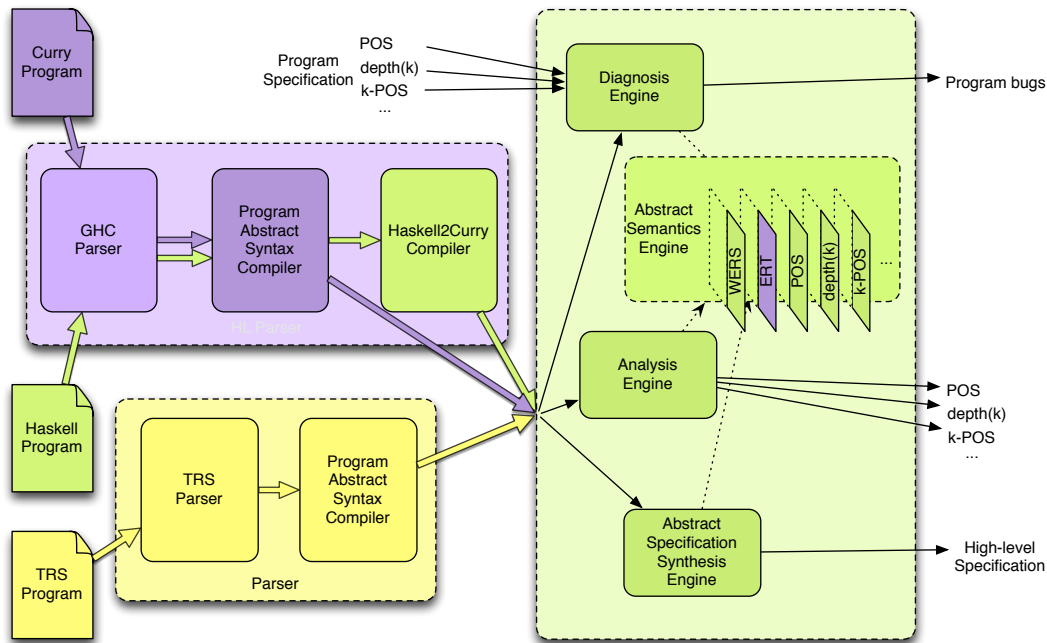 Curry
Program
Program
Specification
POS
depth(k)
k-POS
...
Diagnosis
Engine
Program bugs
GHC
Parser
Program
Abstract
Syntax
Compiler
Haskell2Curry
Compiler
HL Parser
Abstract
Semantics
Engine
WERS
ERT
POS
depth(k)
k-POS
...
Analysis
Engine
POS
depth(k)
k-POS
...
Haskell
Program
TRS
Parser
Program
Abstract
Syntax
Compiler
Parser
Abstract
Specification
Synthesis
Engine
High-level
Specification
TRS
Program